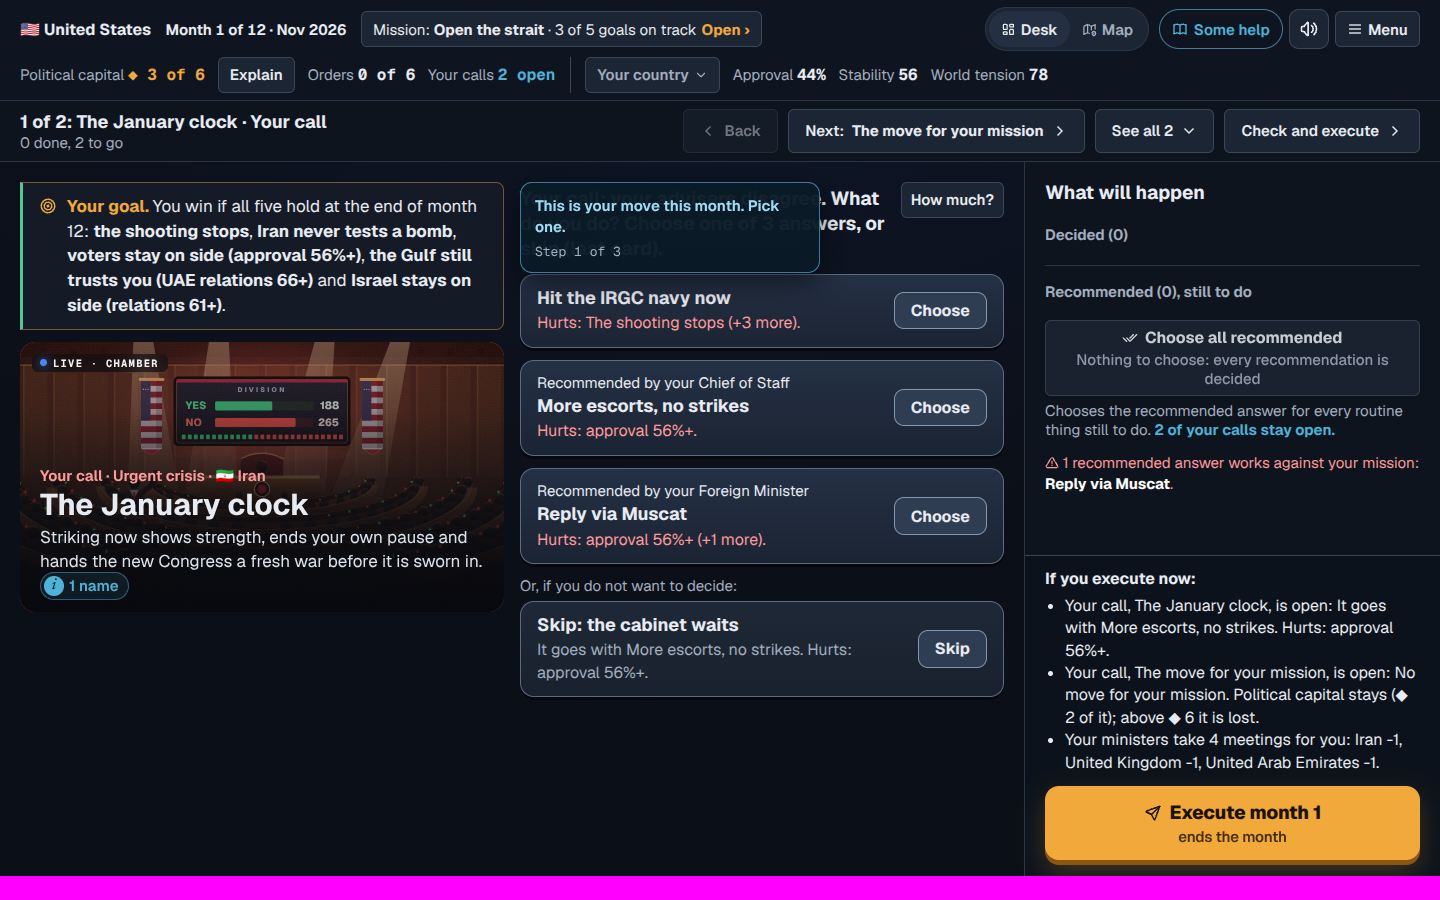 🇺🇸 United States Month 1 of 12 · Nov 2026 Mission: Open the strait · 3 of 5 goals on track Open ›
Desk Map Some help Menu
Political capital ◆ 3 of 6 Explain Orders 0 of 6 Your calls 2 open Your country Approval 44% Stability 56 World tension 78
1 of 2: The January clock · Your call
0 done, 2 to go
Back Next: The move for your mission See all 2 Check and execute
Your goal. You win if all five hold at the end of month
12: the shooting stops, Iran never tests a bomb,
voters stay on side (approval 56%+), the Gulf still
trusts you (UAE relations 66+) and Israel stays on
side (relations 61+).
LIVE · CHAMBER
DIVISION
YES 188
NO 265
Your call · Urgent crisis · 🇮🇷 Iran
The January clock
Striking now shows strength, ends your own pause and
hands the new Congress a fresh war before it is sworn in.
i 1 name
This is your move this month. Pick
one.
Step 1 of 3
. What
do you do? Choose one of 3 answers, or
How much?
Hit the IRGC navy now
Hurts: The shooting stops (+3 more).
Choose
Recommended by your Chief of Staff
More escorts, no strikes
Hurts: approval 56%+.
Choose
Recommended by your Foreign Minister
Reply via Muscat
Hurts: approval 56%+ (+1 more).
Choose
Or, if you do not want to decide:
Skip: the cabinet waits
It goes with More escorts, no strikes. Hurts:
approval 56%+.
Skip
What will happen
Decided (0)
Recommended (0), still to do
Choose all recommended
Nothing to choose: every recommendation is
decided
Chooses the recommended answer for every routine
thing still to do. 2 of your calls stay open.
1 recommended answer works against your mission:
Reply via Muscat.
If you execute now:
• Your call, The January clock, is open: It goes
with More escorts, no strikes. Hurts: approval
56%+.
• Your call, The move for your mission, is open: No
move for your mission. Political capital stays (◆
2 of it); above ◆ 6 it is lost.
• Your ministers take 4 meetings for you: Iran -1,
United Kingdom -1, United Arab Emirates -1.
Execute month 1
ends the month